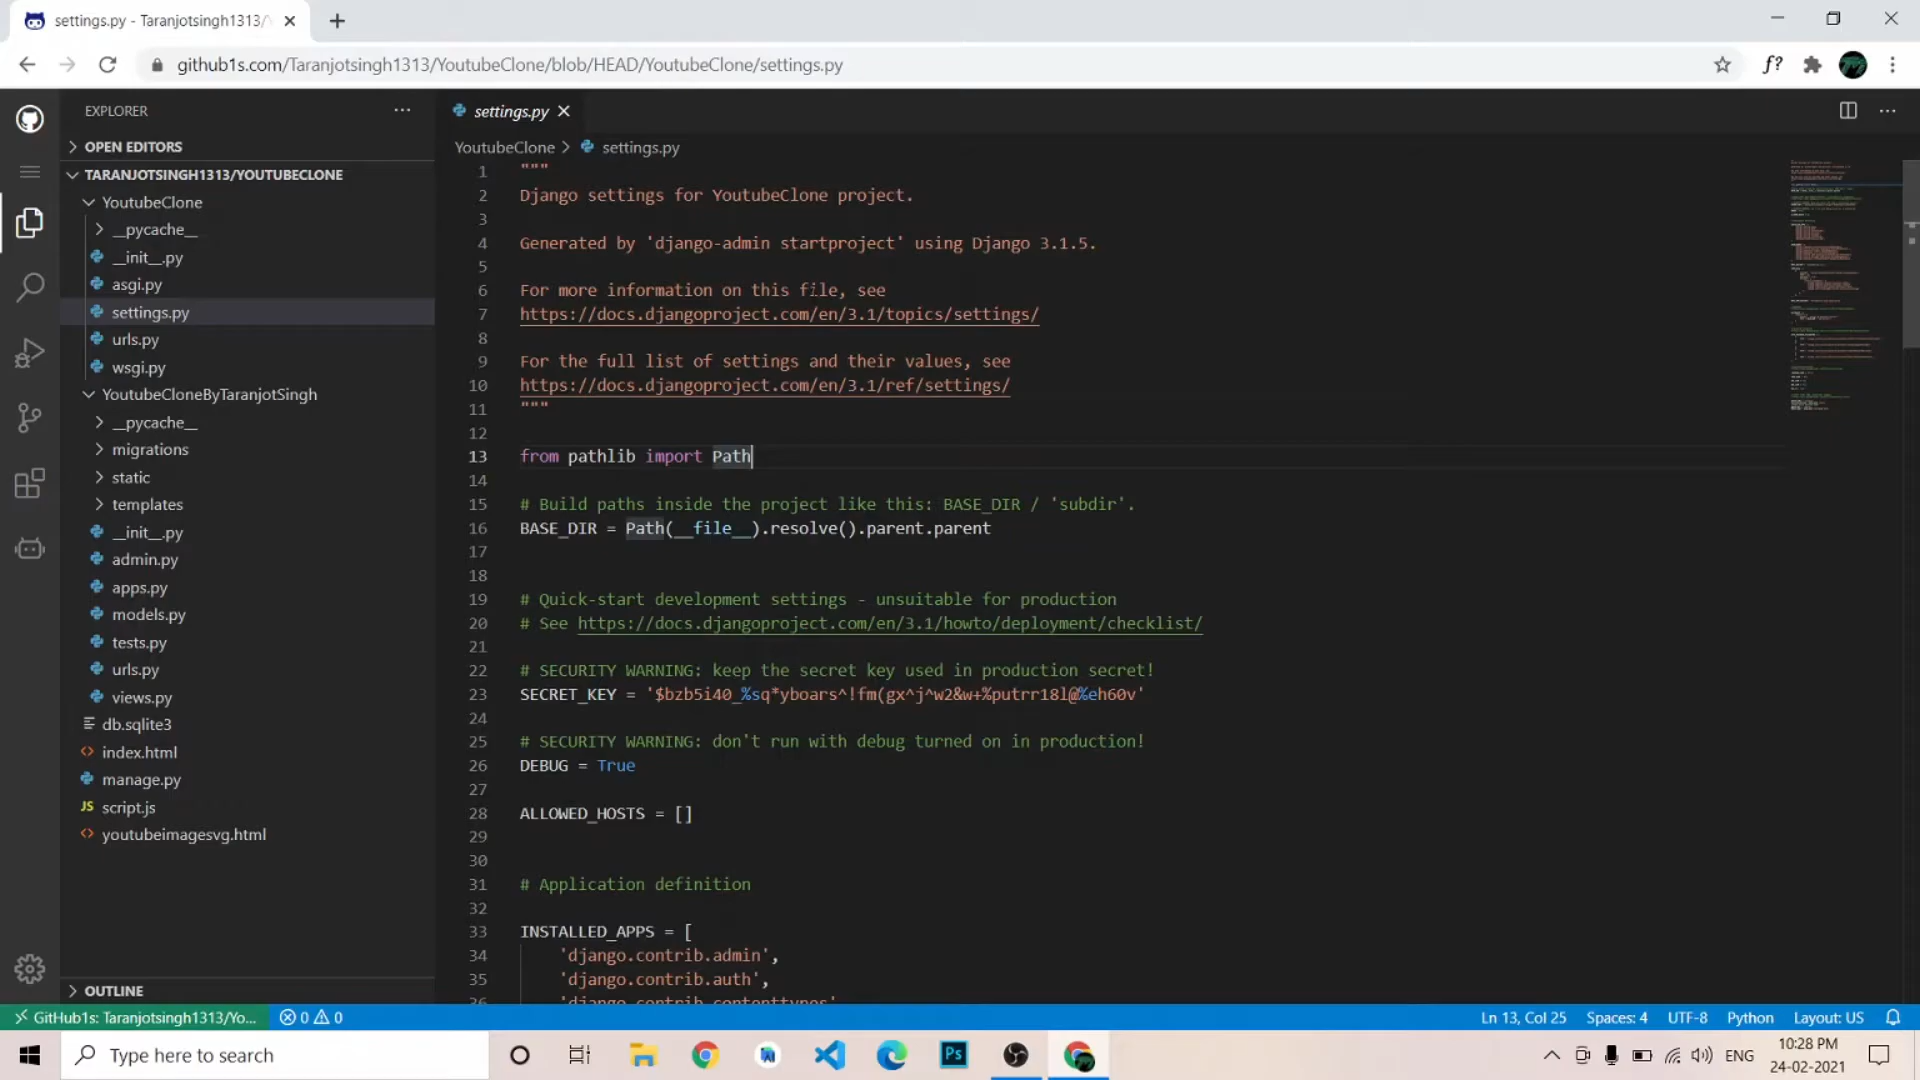 settings.py - Taranjotsingh1313/
github1s.com/Taranjotsingh1313/YoutubeClone/blob/HEAD/YoutubeClone/settings.py
f?
EXPLORER
OPEN EDITORS
TARANJOTSINGH1313/YOUTUBECLONE
YoutubeClone
__pycache__
__init__.py
asgi.py
settings.py
urls.py
wsgi.py
YoutubeCloneByTaranjotSingh
__pycache__
migrations
static
templates
__init__.py
admin.py
apps.py
models.py
tests.py
urls.py
views.py
db.sqlite3
index.html
manage.py
JS script.js
youtubeimagesvg.html
OUTLINE
settings.py
YoutubeClone > settings.py
1 """
2 Django settings for YoutubeClone project.
3
4 Generated by 'django-admin startproject' using Django 3.1.5.
5
6 For more information on this file, see
7 https://docs.djangoproject.com/en/3.1/topics/settings/
8
9 For the full list of settings and their values, see
10 https://docs.djangoproject.com/en/3.1/ref/settings/
11 """
12
13 from pathlib import Path
14
15 # Build paths inside the project like this: BASE_DIR / 'subdir'.
16 BASE_DIR = Path(__file__).resolve().parent.parent
17
18
19 # Quick-start development settings - unsuitable for production
20 # See https://docs.djangoproject.com/en/3.1/howto/deployment/checklist/
21
22 # SECURITY WARNING: keep the secret key used in production secret!
23 SECRET_KEY = '$bzb5i40_%sq*yboars^!fm(gx^j^w2&w+%putrr18l@%eh60v'
24
25 # SECURITY WARNING: don't run with debug turned on in production!
26 DEBUG = True
27
28 ALLOWED_HOSTS = []
29
30
31 # Application definition
32
33 INSTALLED_APPS = [
34 'django.contrib.admin',
35 'django.contrib.auth',
36 'django.contrib.contenttypes'
GitHub1s: Taranjotsingh1313/Yo... 0 0 Ln 13, Col 25 Spaces: 4 UTF-8 Python Layout: US
Type here to search
Ps
ENG
10:28 PM
24-02-2021